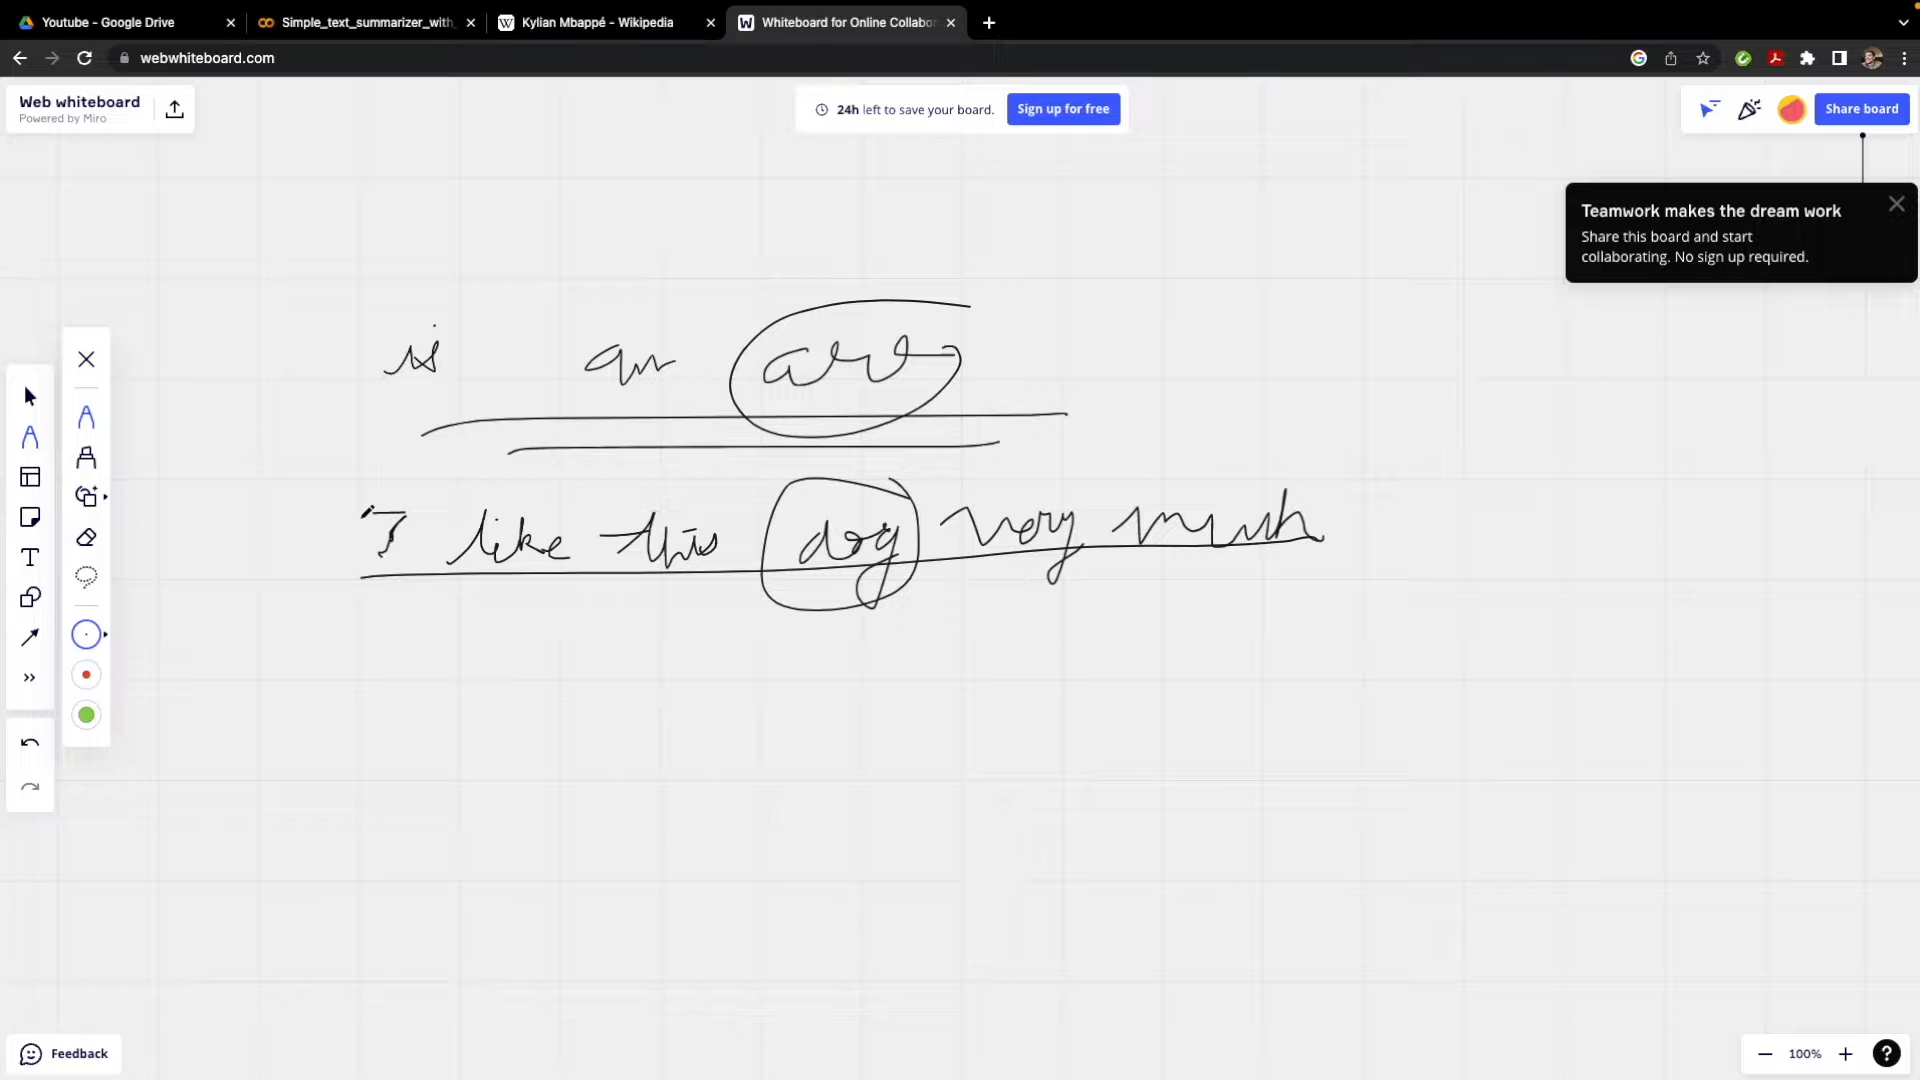 Youtube - Google Drive
Simple_text_summarizer_with_
Kylian Mbappé - Wikipedia
Whiteboard for Online Collabo
webwhiteboard.com
Web whiteboard
Powered by Miro
24h left to save your board.
Sign up for free
Share board
Teamwork makes the dream work
Share this board and start
collaborating. No sign up required.
is an
I like this dog very much
Feedback
100%